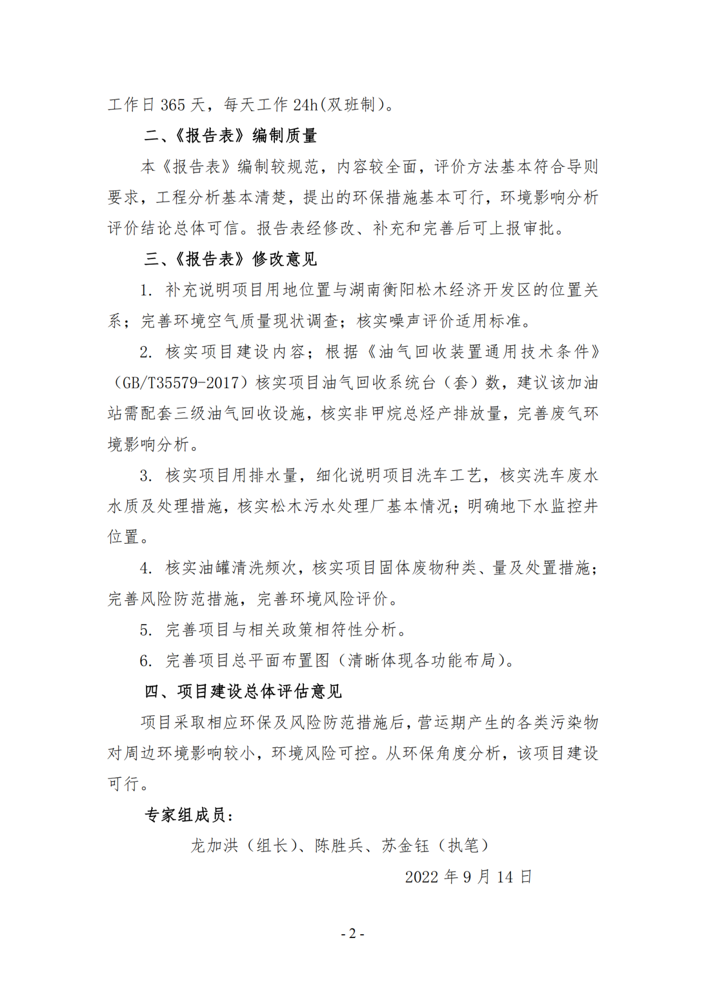 工作日 365 天，每天工作 24h(双班制)。
二、《报告表》编制质量
本《报告表》编制较规范，内容较全面，评价方法基本符合导则
要求，工程分析基本清楚，提出的环保措施基本可行，环境影响分析
评价结论总体可信。报告表经修改、补充和完善后可上报审批。
三、《报告表》修改意见
1. 补充说明项目用地位置与湖南衡阳松木经济开发区的位置关
系；完善环境空气质量现状调查；核实噪声评价适用标准。
2. 核实项目建设内容；根据《油气回收装置通用技术条件》
（GB/T35579-2017）核实项目油气回收系统台（套）数，建议该加油
站需配套三级油气回收设施，核实非甲烷总烃产排放量，完善废气环
境影响分析。
3. 核实项目用排水量，细化说明项目洗车工艺，核实洗车废水
水质及处理措施，核实松木污水处理厂基本情况；明确地下水监控井
位置。
4. 核实油罐清洗频次，核实项目固体废物种类、量及处置措施；
完善风险防范措施，完善环境风险评价。
5. 完善项目与相关政策相符性分析。
6. 完善项目总平面布置图（清晰体现各功能布局）。
四、项目建设总体评估意见
项目采取相应环保及风险防范措施后，营运期产生的各类污染物
对周边环境影响较小，环境风险可控。从环保角度分析，该项目建设
可行。
专家组成员：
龙加洪（组长）、陈胜兵、苏金钰（执笔）
2022 年 9 月 14 日
- 2 -